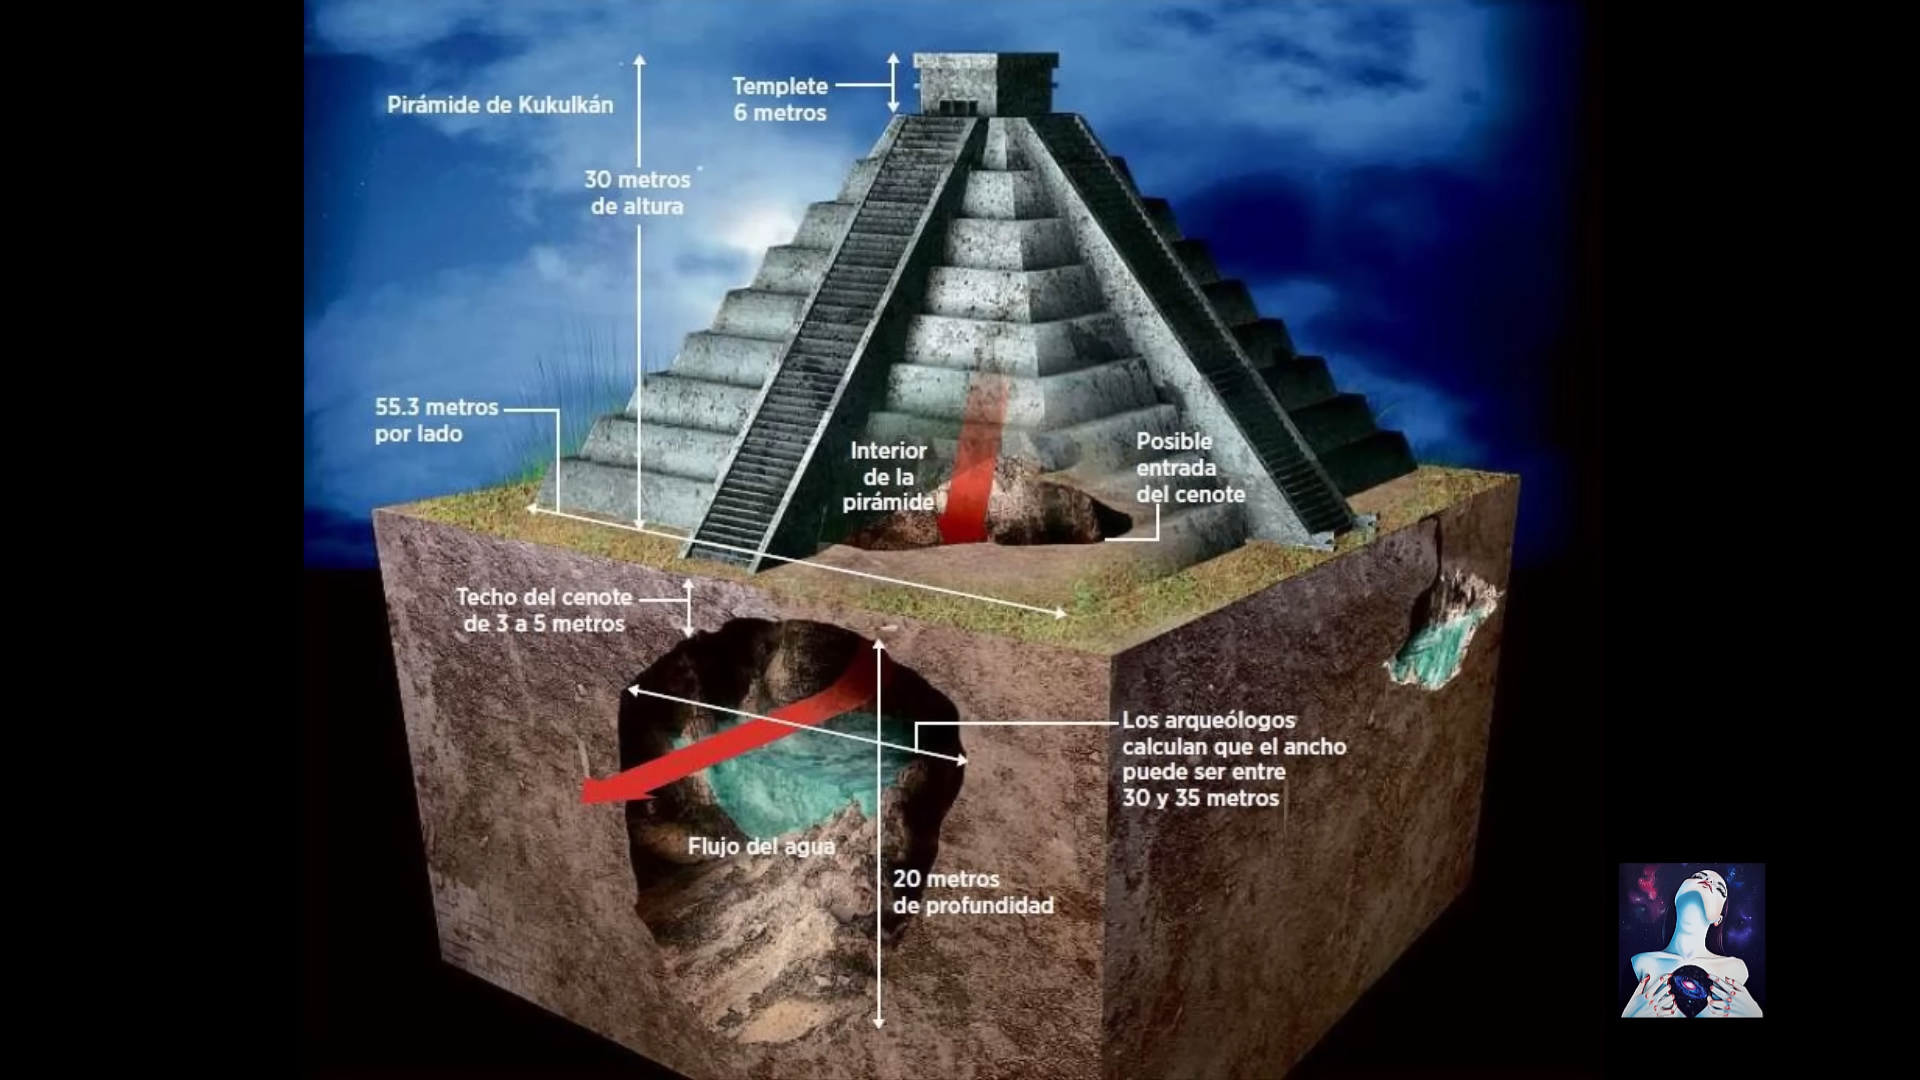 Pirámide de Kukulkán
Templete
6 metros
30 metros
de altura
55.3 metros
por lado
Interior
de la
pirámide
Posible
entrada
del cenote
Techo del cenote
de 3 a 5 metros
Los arqueólogos
calculan que el ancho
puede ser entre
30 y 35 metros
Flujo del agua
20 metros
de profundidad